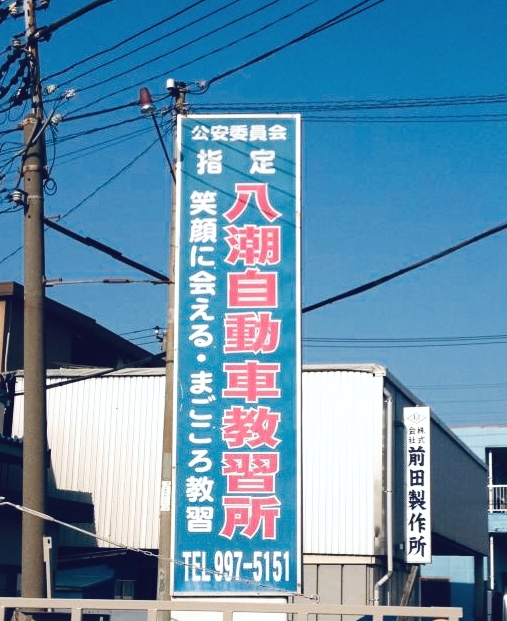 公安委員会
指定
八潮自動車教習所
笑顔に会える・まごころ教習
TEL 997-5151
株式
会社
前田製作所